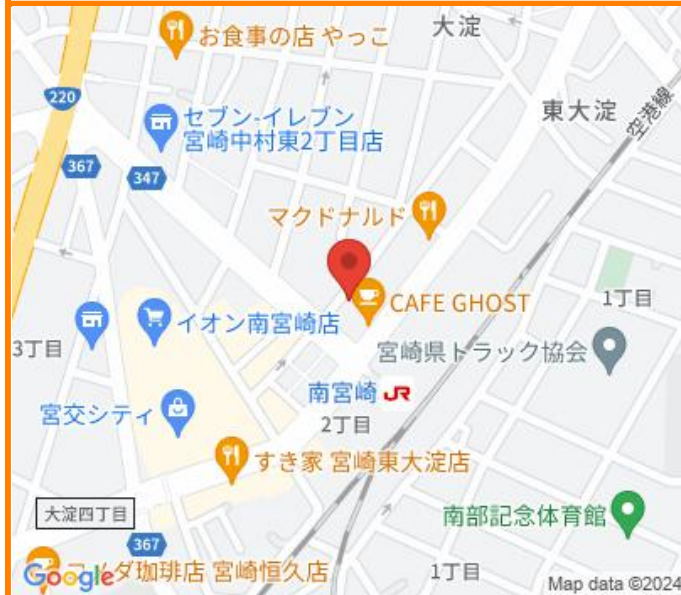 お食事の店 やっこ
大淀
220
セブン-イレブン
宮崎中村東2丁目店
東大淀
空港線
367
347
マクドナルド
CAFE GHOST
1丁目
イオン南宮崎店
3丁目
宮崎県トラック協会
南宮崎 JR
宮交シティ
2丁目
すき家 宮崎東大淀店
大淀四丁目
南部記念体育館
367
Google
メダ珈琲店 宮崎恒久店
1丁目
Map data ©2024